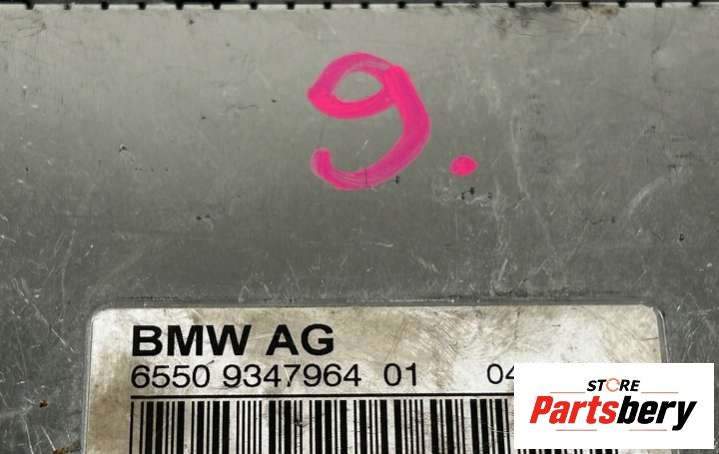 9.
BMW AG
6550 9347964 01 04
STORE
Partsbery